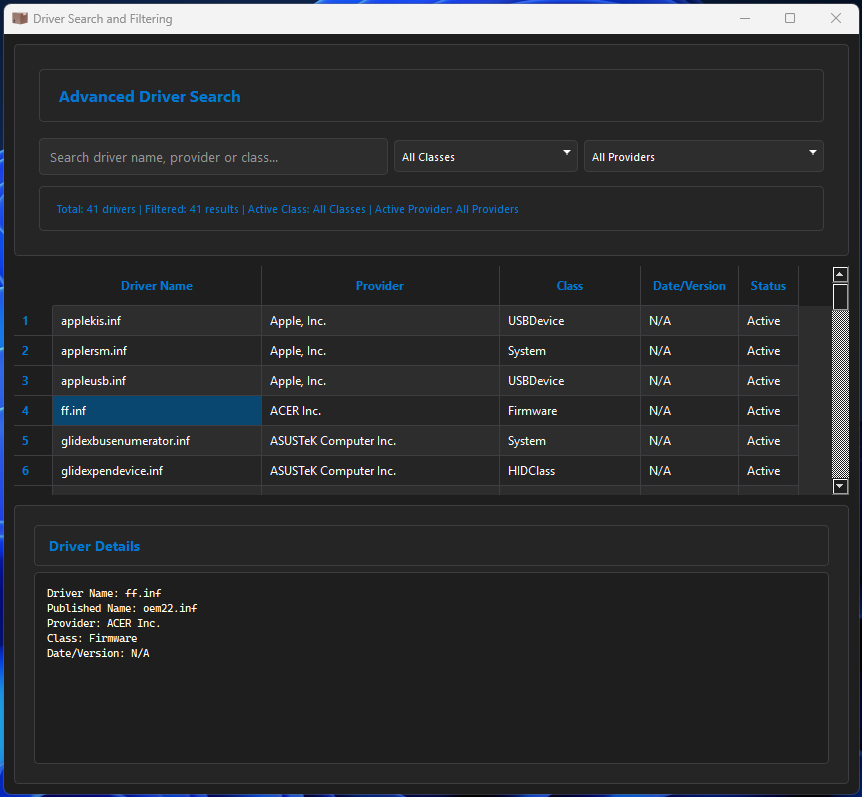 Driver Search and Filtering
Advanced Driver Search
Search driver name, provider or class...
All Classes
All Providers
Total: 41 drivers | Filtered: 41 results | Active Class: All Classes | Active Provider: All Providers
Driver Name Provider Class Date/Version Status
1 applekis.inf Apple, Inc. USBDevice N/A Active
2 applersm.inf Apple, Inc. System N/A Active
3 appleusb.inf Apple, Inc. USBDevice N/A Active
4 ff.inf ACER Inc. Firmware N/A Active
5 glidexbusenumerator.inf ASUSTeK Computer Inc. System N/A Active
6 glidexpendevice.inf ASUSTeK Computer Inc. HIDClass N/A Active
Driver Details
Driver Name: ff.inf
Published Name: oem22.inf
Provider: ACER Inc.
Class: Firmware
Date/Version: N/A